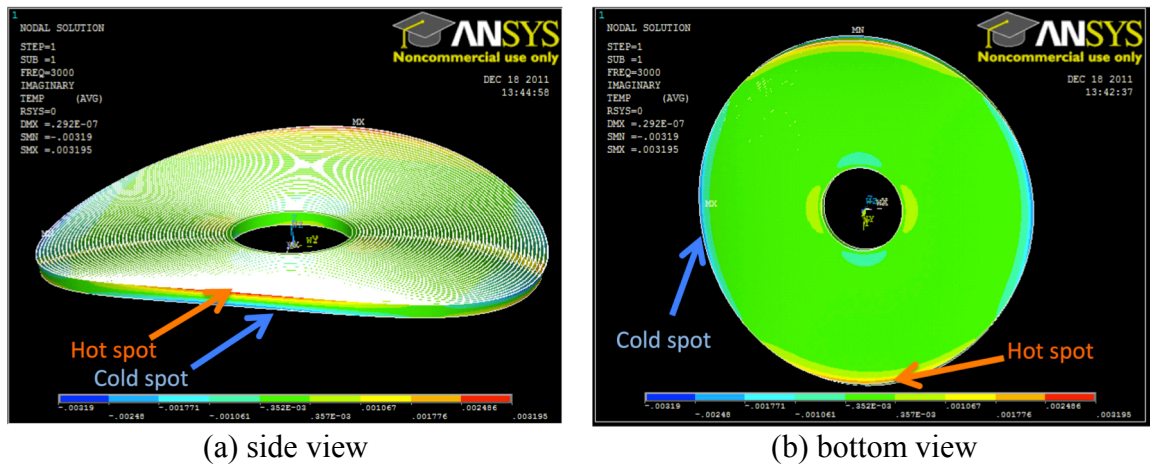 1
NODAL SOLUTION
STEP=1
SUB =1
FREQ=3000
IMAGINARY
TEMP (AVG)
RSYS=0
DMX =.292E-07
SMN =-.00319
SMX =.003195
ANSYS
Noncommercial use only
DEC 18 2011
13:44:58
MX
MN
WZ
WY
MX
Hot spot
Cold spot
-.00319 -.001771 -.352E-03 .001067 .002486
-.00248 -.001061 .357E-03 .001776 .003195
(a) side view
1
NODAL SOLUTION
STEP=1
SUB =1
FREQ=3000
IMAGINARY
TEMP (AVG)
RSYS=0
DMX =.292E-07
SMN =-.00319
SMX =.003195
ANSYS
Noncommercial use only
DEC 18 2011
13:42:37
MN
MX
WX
Cold spot
Hot spot
-.00319 -.001771 -.352E-03 .001067 .002486
-.00248 -.001061 .357E-03 .001776 .003195
(b) bottom view